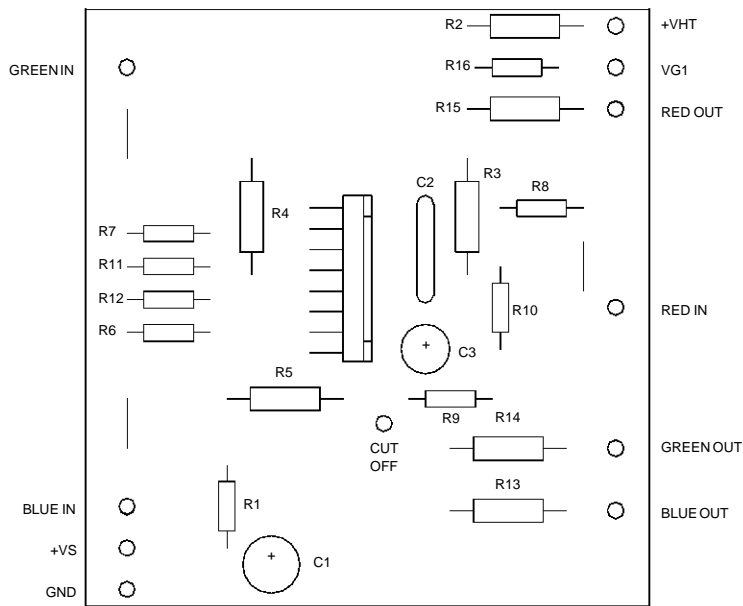 R2
+VHT
GREEN IN
R16
VG1
R15
RED OUT
C2
R3
R8
R4
R7
R11
R12
R6
R10
RED IN
C3
R5
R9
R14
CUT
OFF
GREEN OUT
R13
BLUE IN
R1
BLUE OUT
+VS
C1
GND